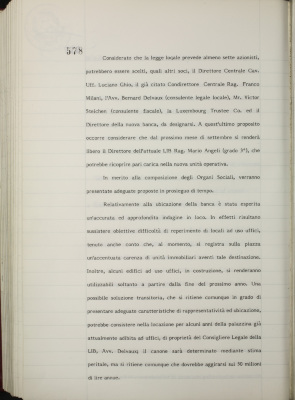 578
Considerato che la legge locale prevede almeno sette azionisti,
potrebbero essere scelti, quali altri soci, il Direttore Centrale Cav.
Uff. Luciano Ghio, il già citato Condirettore Centrale Rag. Franco
Milani, l'Avv. Bernard Delvaux (consulente legale locale), Mr. Victor
(consulente fiscale), la Luxembourg Trustee Co. ed il
Direttore della nuova banca, da designarsi. A quest'ultimo proposito
occorre considerare che dal prossimo mese di settembre si renderà
libero il Direttore dell'attuale LIB Rag. Mario Angeli (grado 3°), che
potrebbe ricoprire pari carica nella nuova unità operativa.
In merito alla composizione degli Organi Sociali, verranno
presentate adeguate proposte in prosieguo di tempo.
Relativamente alla ubicazione della banca è stata esperita
un'accurata ed approfondita indagine in loco. In effetti risultano
sussistere obiettive difficoltà di reperimento di locali ad uso uffici,
tenuto anche conto che, al momento, si registra sulla piazza
un'accentuata carenza di unità immobiliari aventi tale destinazione.
Inoltre, alcuni edifici ad uso uffici, in costruzione, si renderanno
utilizzabili soltanto a partire dalla fine del prossimo anno. Una
possibile soluzione transitoria, che si ritiene comunque in grado di
presentare adeguate caratteristiche di rappresentatività ed ubicazione,
potrebbe consistere nella locazione per alcuni anni della palazzina già
attualmente adibita ad uffici, di proprietà del Consigliere Legale della
LIB, Avv. Delvaux; il canone sarà determinato mediante stima
peritale, ma si ritiene comunque che dovrebbe aggirarsi sui 90 milioni
di lire annue.